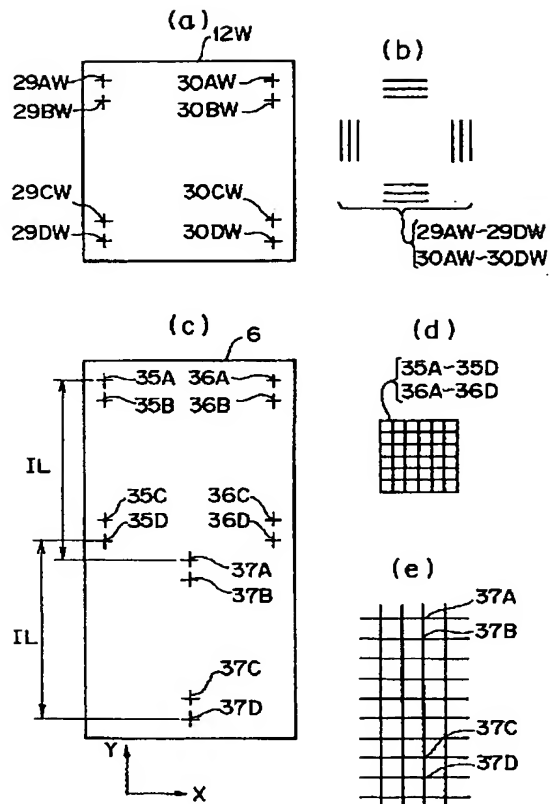 (a)
12W
29AW
30AW
29BW
30BW
29CW
30CW
29DW
30DW
(b)
29AW~29DW
30AW~30DW
(c)
6
35A 36A
35B 36B
IL
35C 36C
35D 36D
37A
37B
IL
37C
37D
Y
X
(d)
35A~35D
36A~36D
(e)
37A
37B
37C
37D